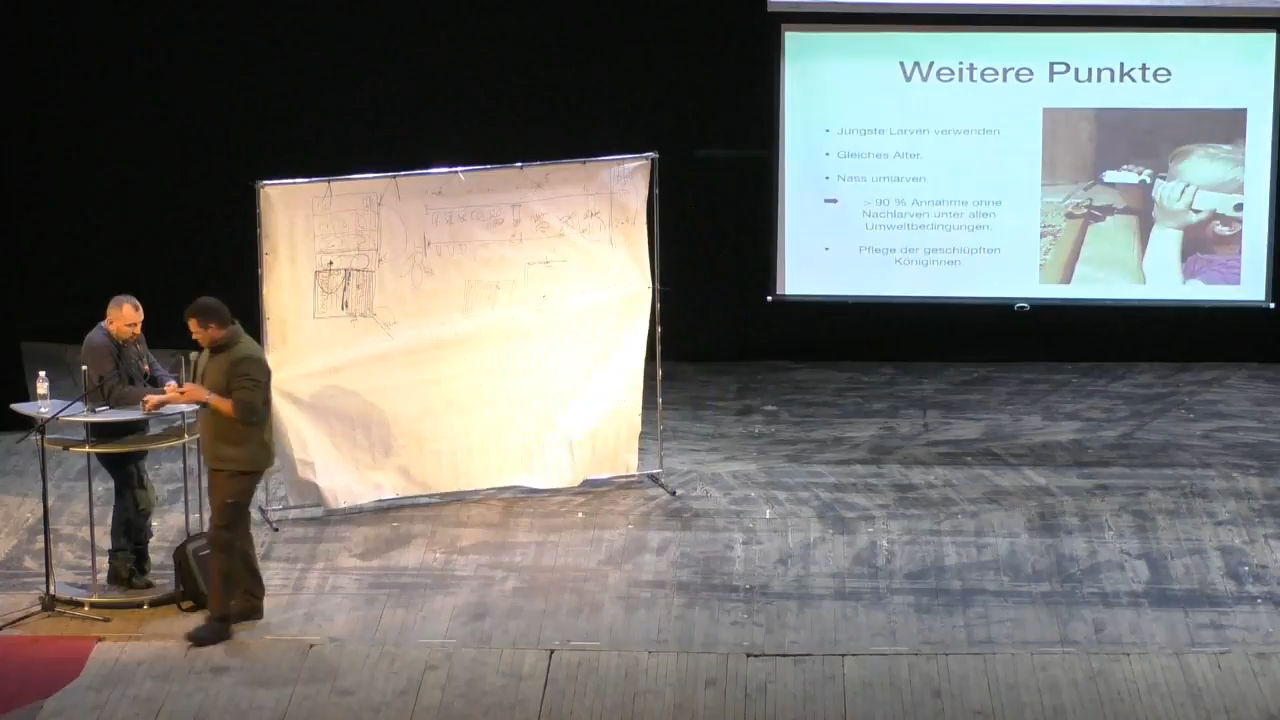 Weitere Punkte
• Jüngste Larven verwenden
• Gleiches Alter.
• Nass umlarven.
> 90 % Annahme ohne
Nachlarven unter allen
Umweltbedingungen.
• Pflege der geschlüpften
Königinnen.